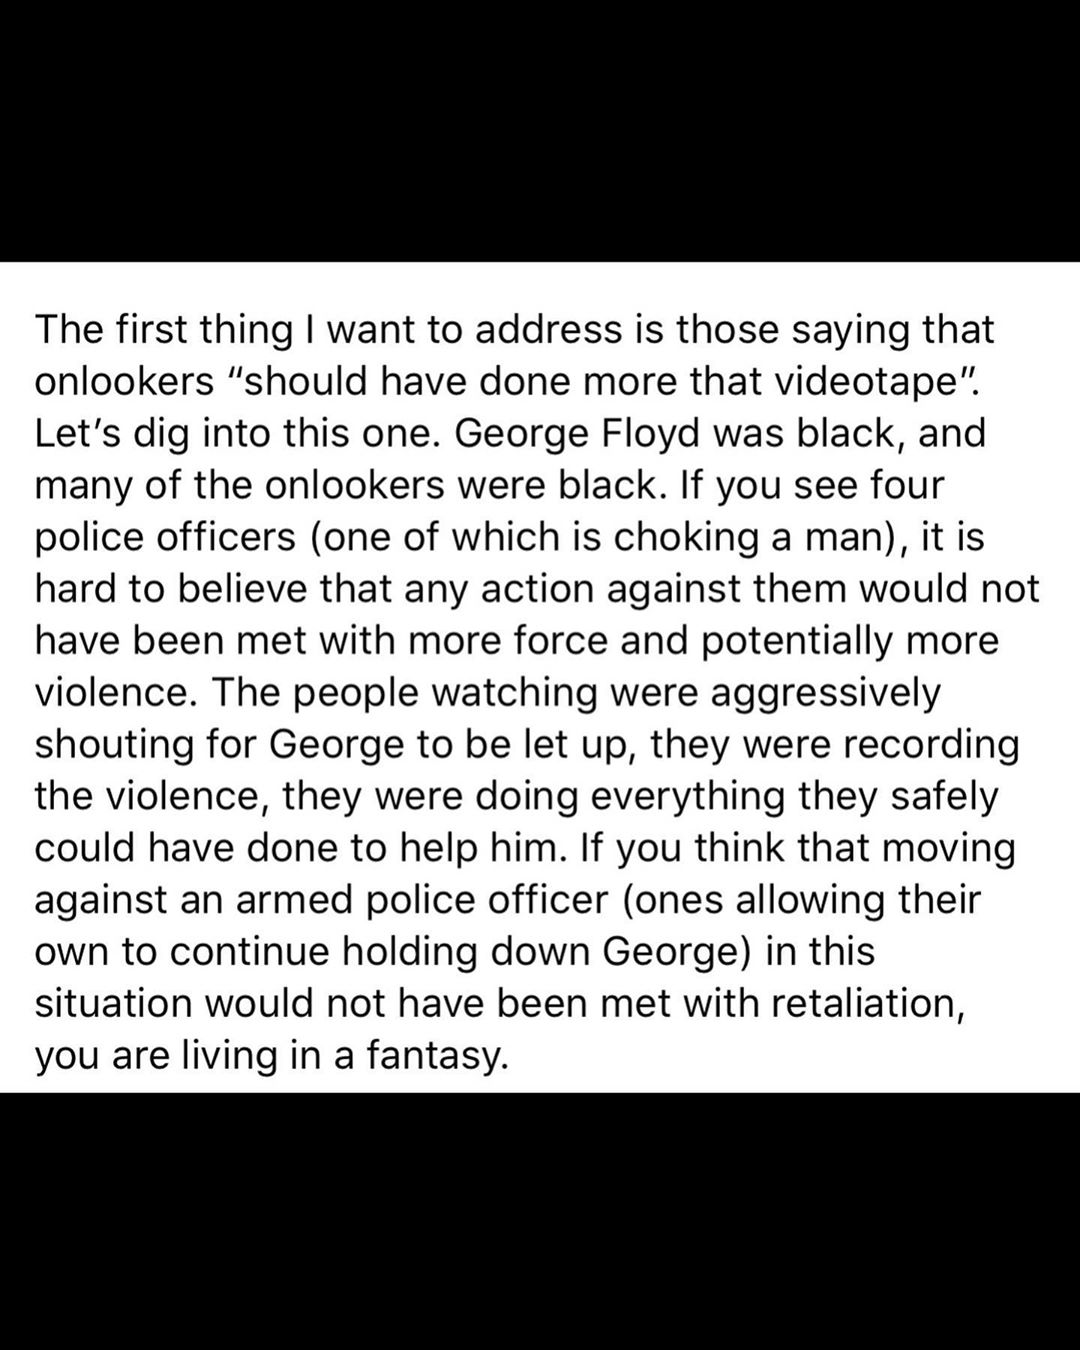 The first thing I want to address is those saying that
onlookers “should have done more that videotape”.
Let’s dig into this one. George Floyd was black, and
many of the onlookers were black. If you see four
police officers (one of which is choking a man), it is
hard to believe that any action against them would not
have been met with more force and potentially more
violence. The people watching were aggressively
shouting for George to be let up, they were recording
the violence, they were doing everything they safely
could have done to help him. If you think that moving
against an armed police officer (ones allowing their
own to continue holding down George) in this
situation would not have been met with retaliation,
you are living in a fantasy.